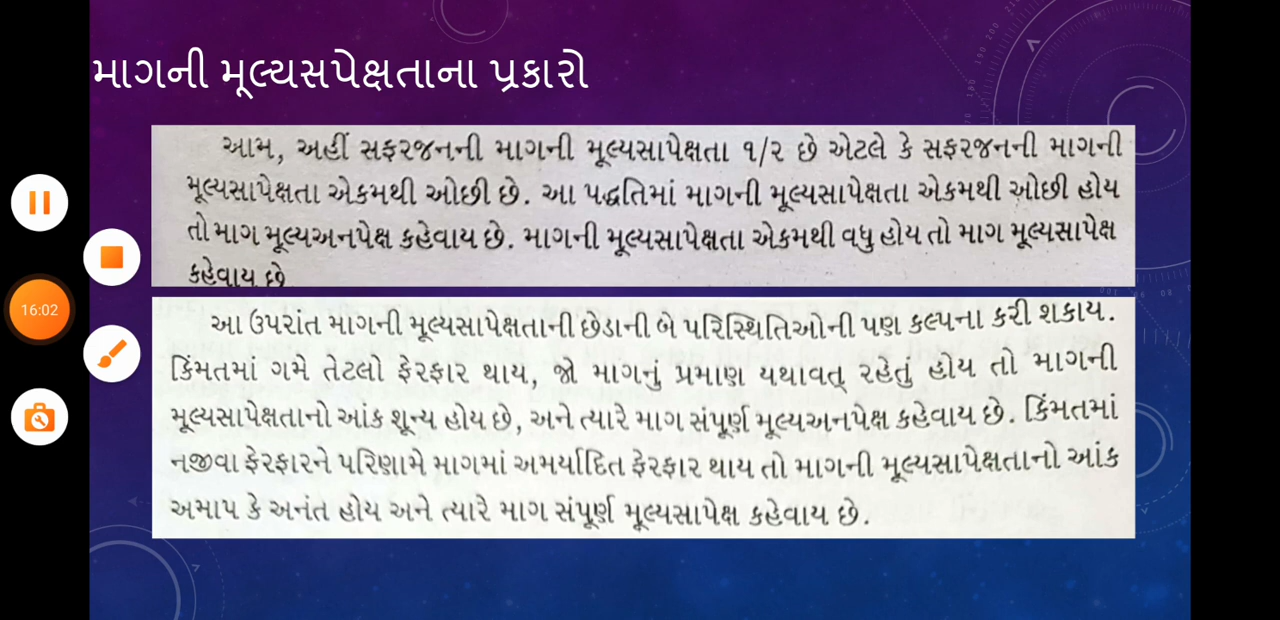 માગની મૂલ્યસપેક્ષતાના પ્રકારો
આમ, અહીં સફરજનની માગની મૂલ્યસાપેક્ષતા ૧/૨ છે એટલે કે સફરજનની માગની
મૂલ્યસાપેક્ષતા એકમથી ઓછી છે. આ પદ્ધતિમાં માગની મૂલ્યસાપેક્ષતા એકમથી ઓછી હોય
તો માગ મૂલ્યઅનપેક્ષ કહેવાય છે. માગની મૂલ્યસાપેક્ષતા એકમથી વધુ હોય તો માગ મૂલ્યસાપેક્ષ
કહેવાય છે
આ ઉપરાંત માગની મૂલ્યસાપેક્ષતાની છેડાની બે પરિસ્થિતિઓની પણ કલ્પના કરી શકાય.
કિંમતમાં ગમે તેટલો ફેરફાર થાય, જો માગનું પ્રમાણ યથાવત્ રહેતું હોય તો માગની
મૂલ્યસાપેક્ષતાનો આંક શૂન્ય હોય છે, અને ત્યારે માગ સંપૂર્ણ મૂલ્યઅનપેક્ષ કહેવાય છે. કિંમતમાં
નજીવા ફેરફારને પરિણામે માગમાં અમર્યાદિત ફેરફાર થાય તો માગની મૂલ્યસાપેક્ષતાનો આંક
અમાપ કે અનંત હોય અને ત્યારે માગ સંપૂર્ણ મૂલ્યસાપેક્ષ કહેવાય છે.
16:02